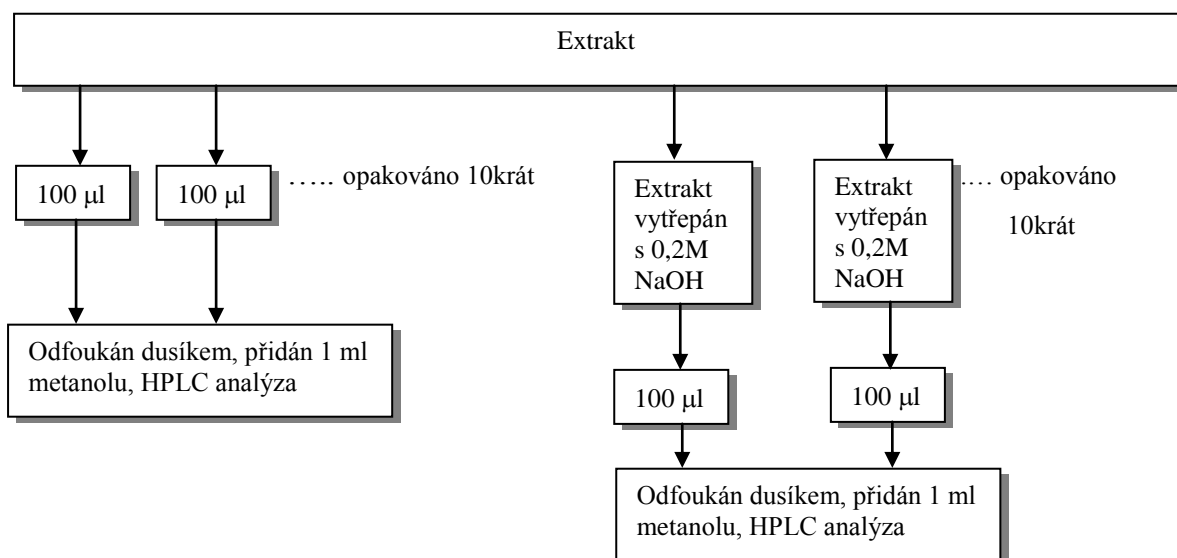 Extrakt
100 μl
100 μl
….. opakováno 10krát
Extrakt
vytřepán
s 0,2M
NaOH
Extrakt
vytřepán
s 0,2M
NaOH
.… opakováno
10krát
Odfoukán dusíkem, přidán 1 ml
metanolu, HPLC analýza
100 μl
100 μl
Odfoukán dusíkem, přidán 1 ml
metanolu, HPLC analýza